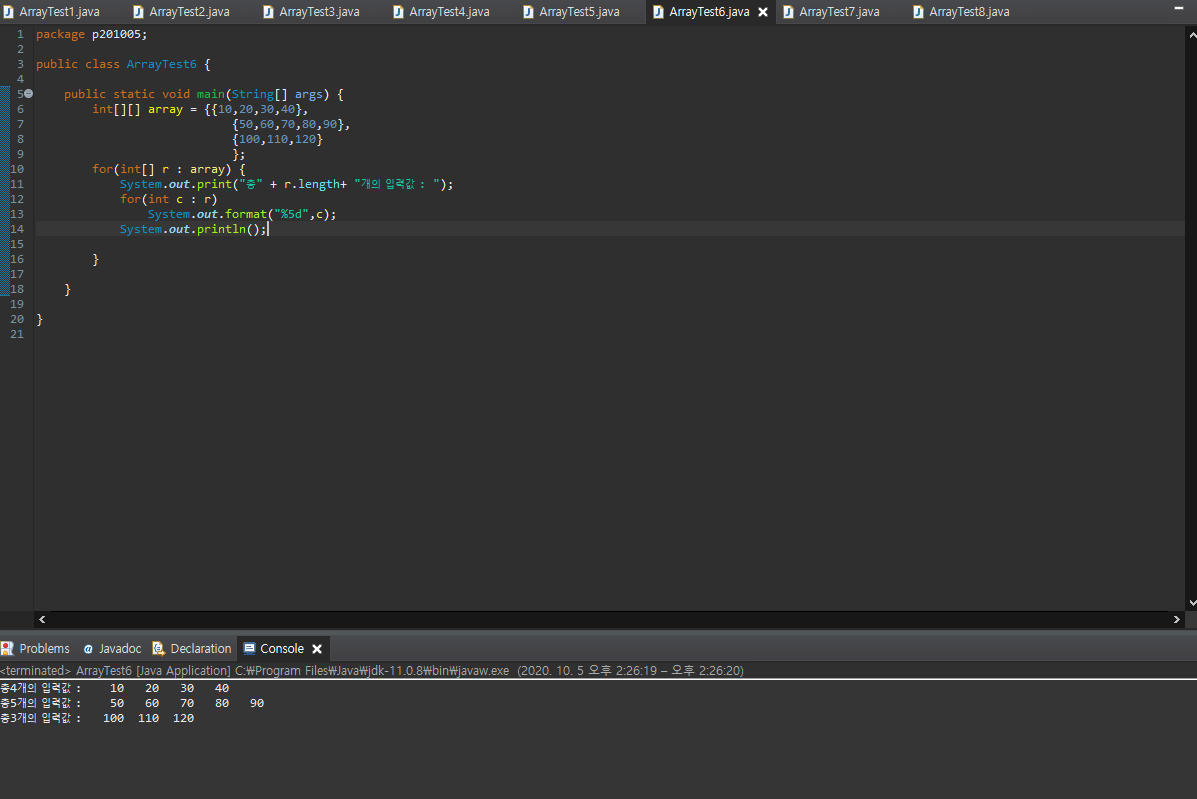 ArrayTest1.java ArrayTest2.java ArrayTest3.java ArrayTest4.java ArrayTest5.java ArrayTest6.java ArrayTest7.java ArrayTest8.java
1 package p201005;
2
3 public class ArrayTest6 {
4
5 public static void main(String[] args) {
6 int[][] array = {{10,20,30,40},
7 {50,60,70,80,90},
8 {100,110,120}
9 };
10 for(int[] r : array) {
11 System.out.print("층" + r.length+ "개의 입력값 : ");
12 for(int c : r)
13 System.out.format("%5d",c);
14 System.out.println();
15
16 }
17
18 }
19
20 }
21
Problems Javadoc Declaration Console
<terminated> ArrayTest6 [Java Application] C:₩Program Files₩Java₩jdk-11.0.8₩bin₩javaw.exe (2020. 10. 5 오후 2:26:19 – 오후 2:26:20)
층4개의 입력값 : 10 20 30 40
층5개의 입력값 : 50 60 70 80 90
층3개의 입력값 : 100 110 120